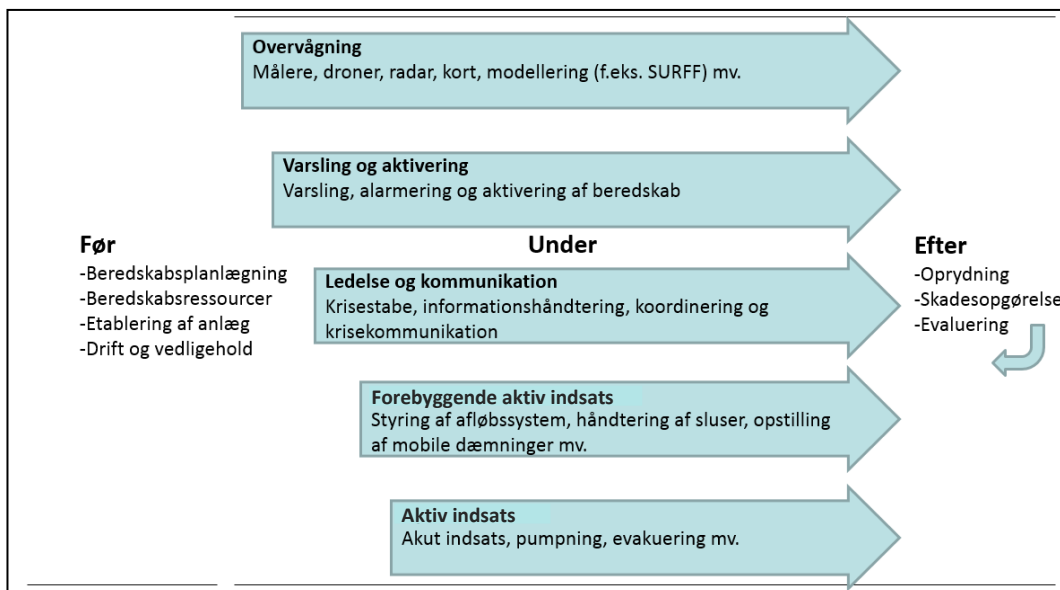 Overvågning
Målere, droner, radar, kort, modellering (f.eks. SURFF) mv.
Varsling og aktivering
Varsling, alarmering og aktivering af beredskab
Før
-Beredskabsplanlægning
-Beredskabsressourcer
-Etablering af anlæg
-Drift og vedligehold
Under
Ledelse og kommunikation
Krisestabe, informationshåndtering, koordinering og
krisekommunikation
Forebyggende aktiv indsats
Styring af afløbssystem, håndtering af sluser, opstilling
af mobile dæmninger mv.
Aktiv indsats
Akut indsats, pumpning, evakuering mv.
Efter
-Oprydning
-Skadesopgørelse
-Evaluering